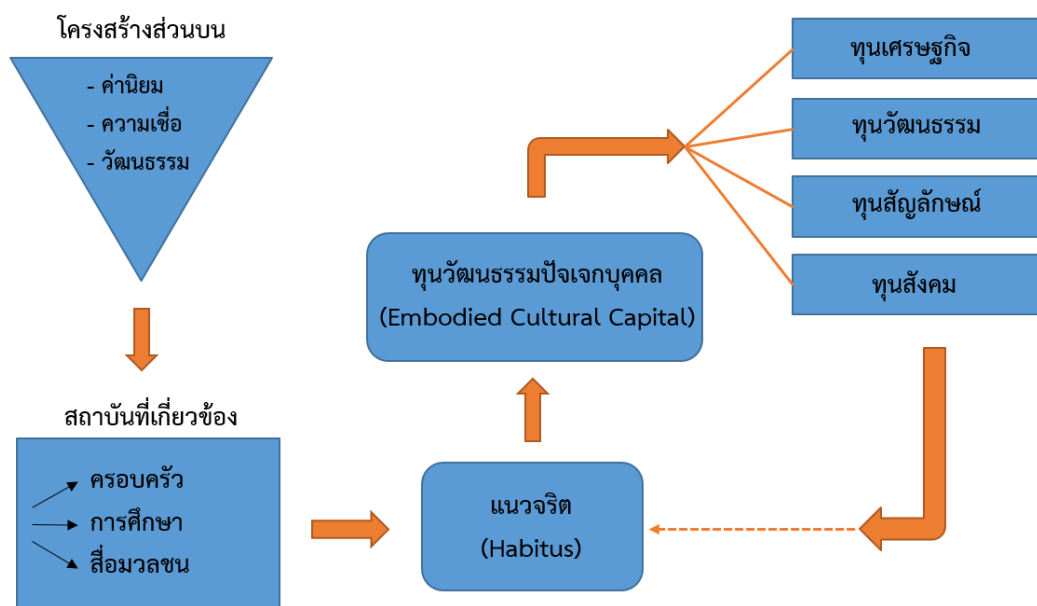 โครงสร้างส่วนบน
- ค่านิยม
- ความเชื่อ
- วัฒนธรรม
สถาบันที่เกี่ยวข้อง
ครอบครัว
การศึกษา
สื่อมวลชน
แนวจริต
(Habitus)
ทุนวัฒนธรรมปัจเจกบุคคล
(Embodied Cultural Capital)
ทุนเศรษฐกิจ
ทุนวัฒนธรรม
ทุนสัญลักษณ์
ทุนสังคม